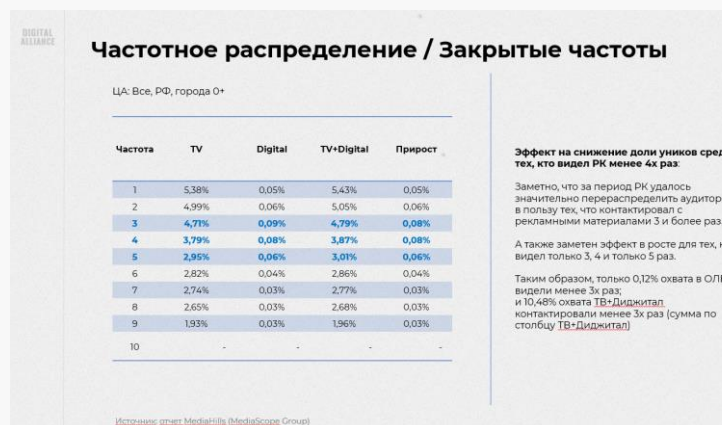 DIGITAL
ALLIANCE
Частотное распределение / Закрытые частоты
ЦА: Все, РФ, города 0+
Частота TV Digital TV+Digital Прирост
1 5,38% 0,05% 5,43% 0,05%
2 4,99% 0,06% 5,05% 0,06%
3 4,71% 0,09% 4,79% 0,08%
4 3,79% 0,08% 3,87% 0,08%
5 2,95% 0,06% 3,01% 0,06%
6 2,82% 0,04% 2,86% 0,04%
7 2,74% 0,03% 2,77% 0,03%
8 2,65% 0,03% 2,68% 0,03%
9 1,93% 0,03% 1,96% 0,03%
10 - - - -
Эффект на снижение доли уников сред
тех, кто видел РК менее 4х раз:
Заметно, что за период РК удалось
значительно перераспределить аудитор
в пользу тех, что контактировал с
рекламными материалами 3 и более раз
А также заметен эффект в росте для тех,
видел только 3, 4 и только 5 раз.
Таким образом, только 0,12% охвата в
видели менее 3х раз;
и 10,48% охвата ТВ+Диджитал
контактировали менее 3х раз (сумма по
столбцу ТВ+Диджитал)
Источник: отчет MediaHills (MediaScope Group)